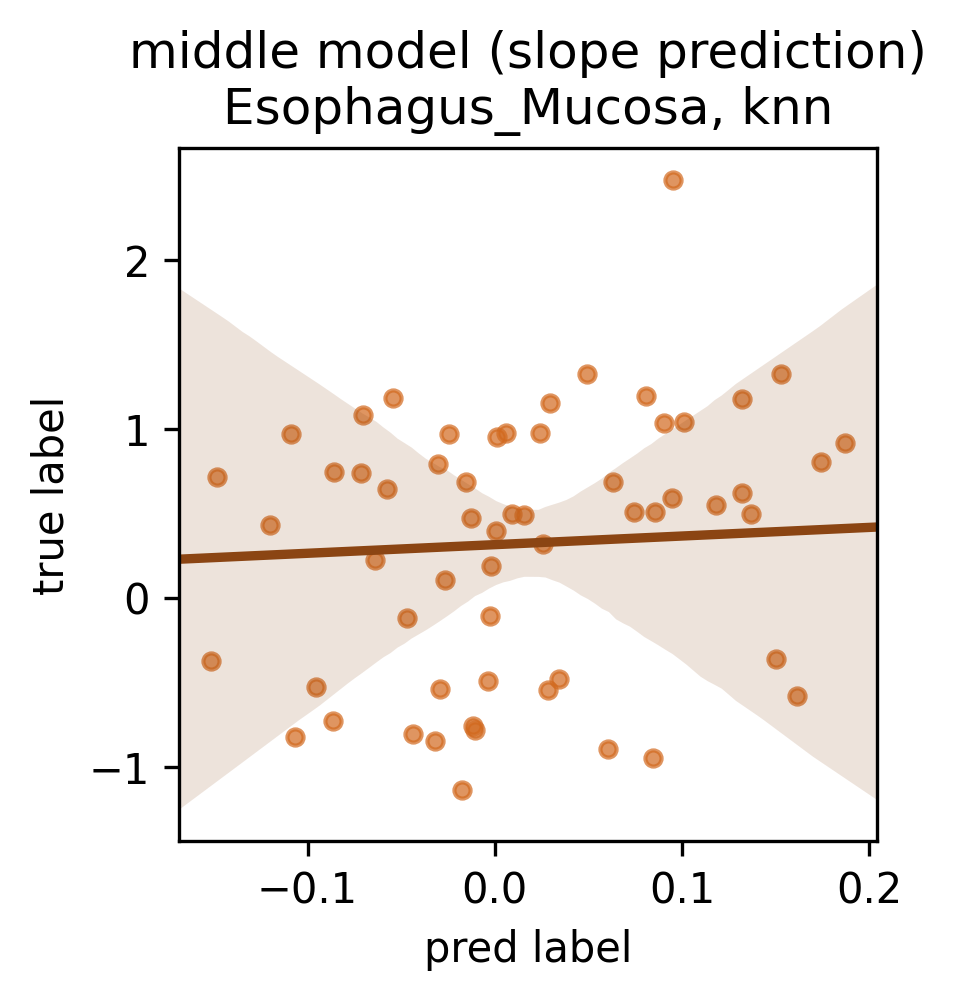 middle model (slope prediction)
Esophagus_Mucosa, knn
2
1
0
−1
true label
−0.1 0.0 0.1 0.2
pred label